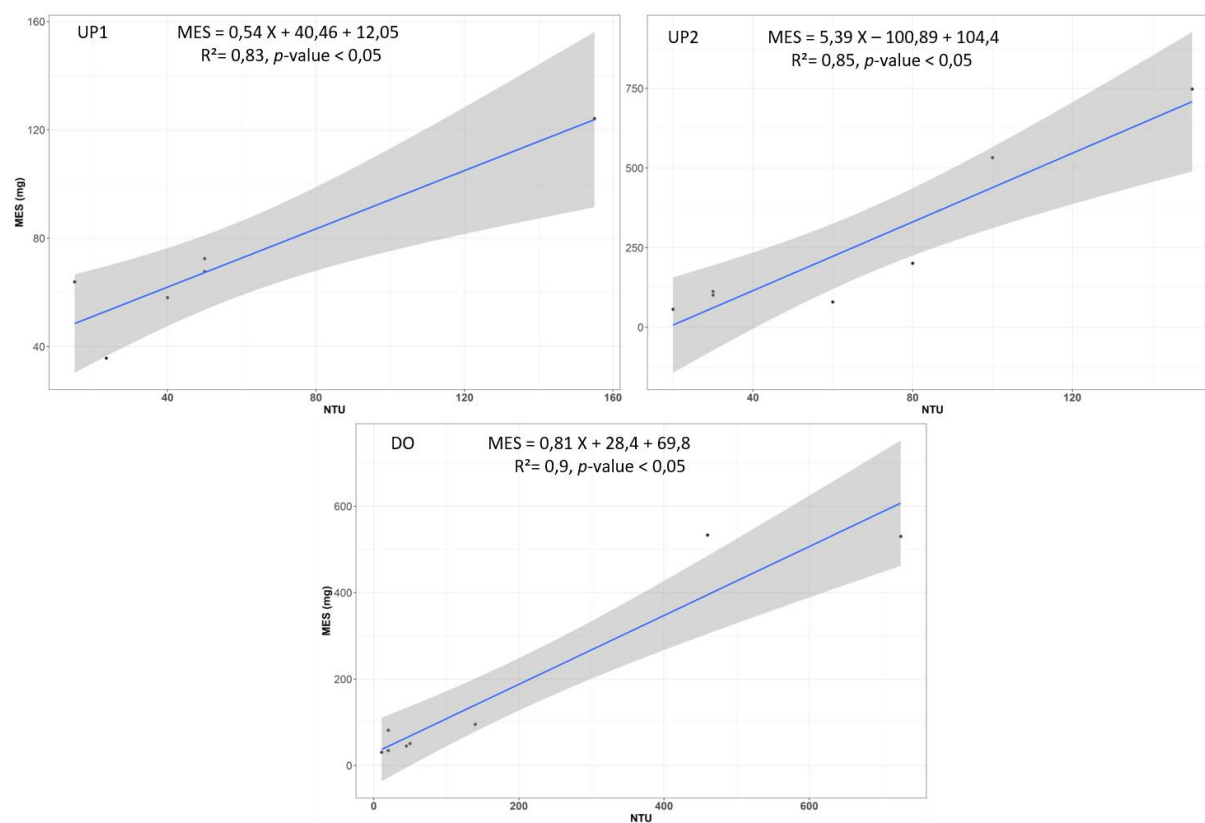 UP1 MES = 0,54 X + 40,46 + 12,05
R²= 0,83, p-value < 0,05
160
120
80
40
MES (mg)
40 80 120 160
NTU
UP2 MES = 5,39 X – 100,89 + 104,4
R²= 0,85, p-value < 0,05
750
500
250
0
MES (mg)
40 80 120
NTU
DO MES = 0,81 X + 28,4 + 69,8
R²= 0,9, p-value < 0,05
600
400
200
0
MES (mg)
0 200 400 600
NTU